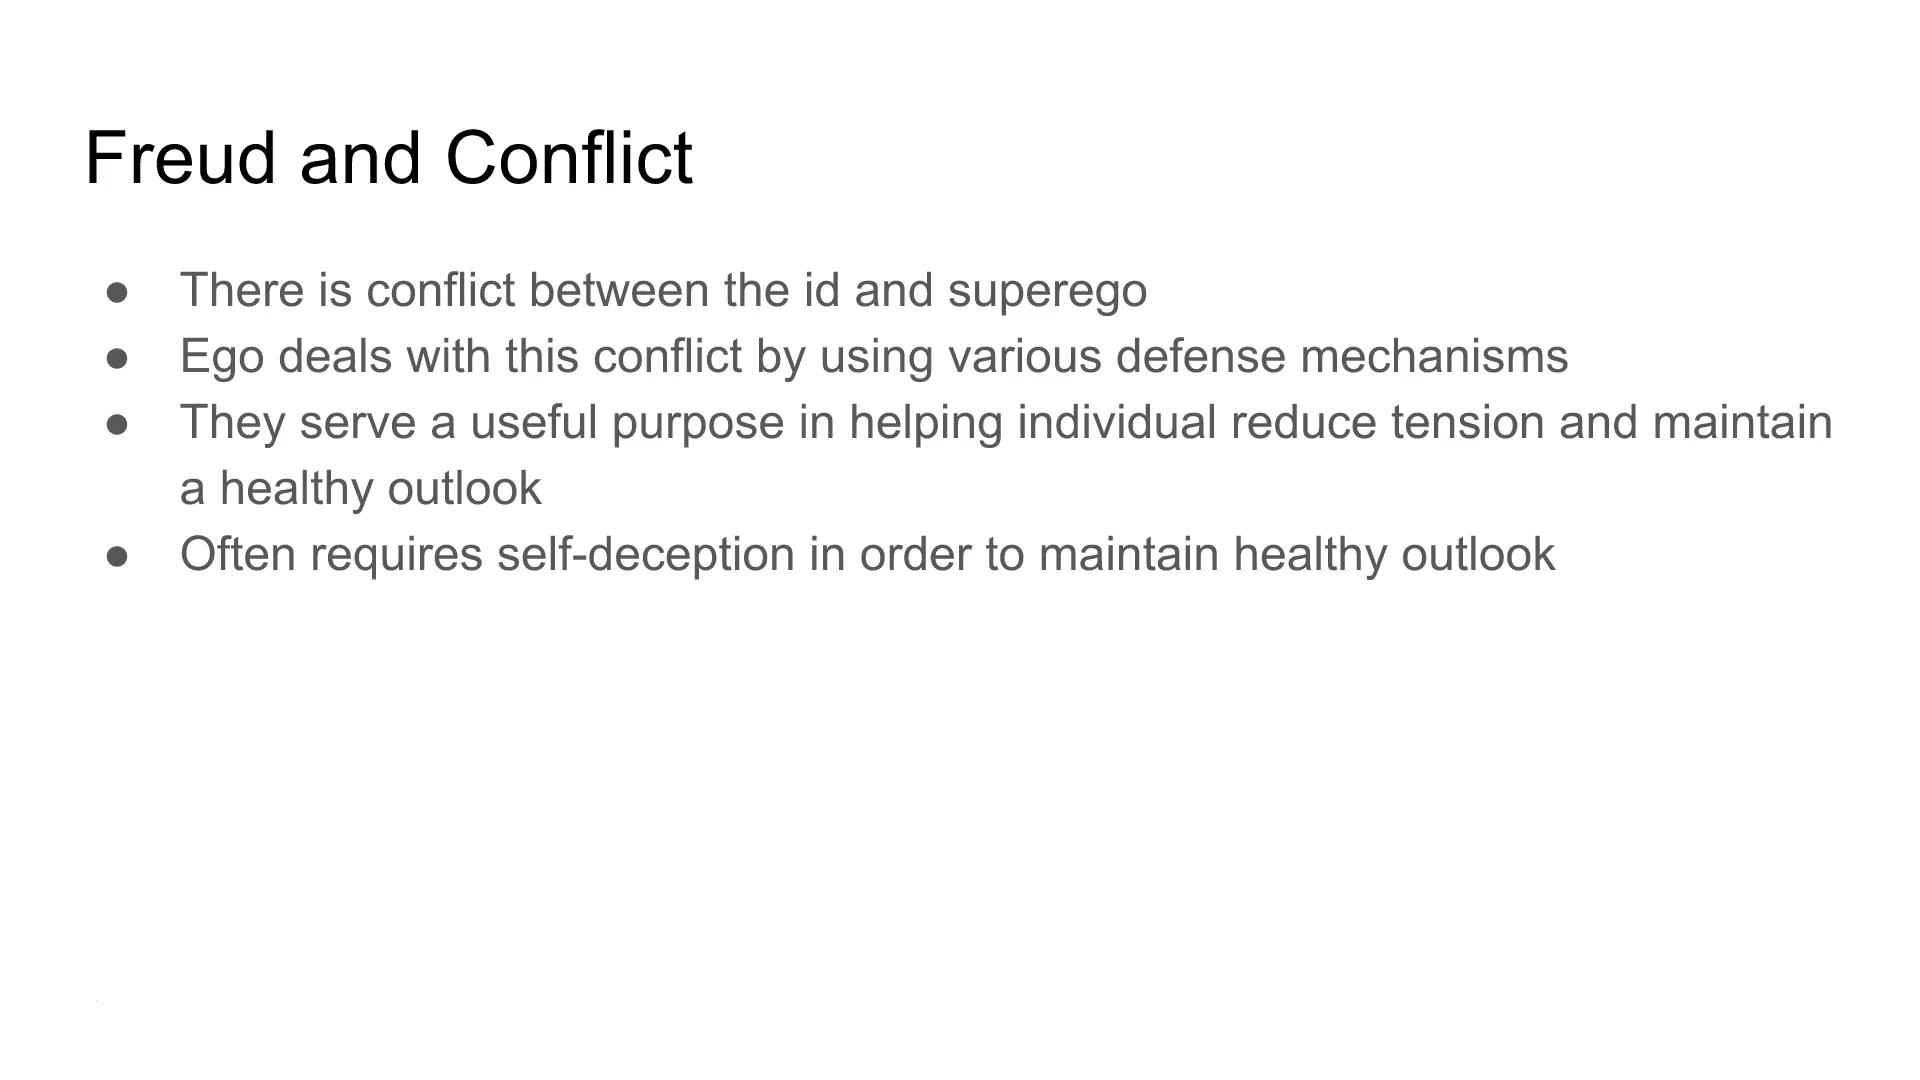 Freud and Conflict
● There is conflict between the id and superego
● Ego deals with this conflict by using various defense mechanisms
● They serve a useful purpose in helping individual reduce tension and maintain
a healthy outlook
● Often requires self-deception in order to maintain healthy outlook